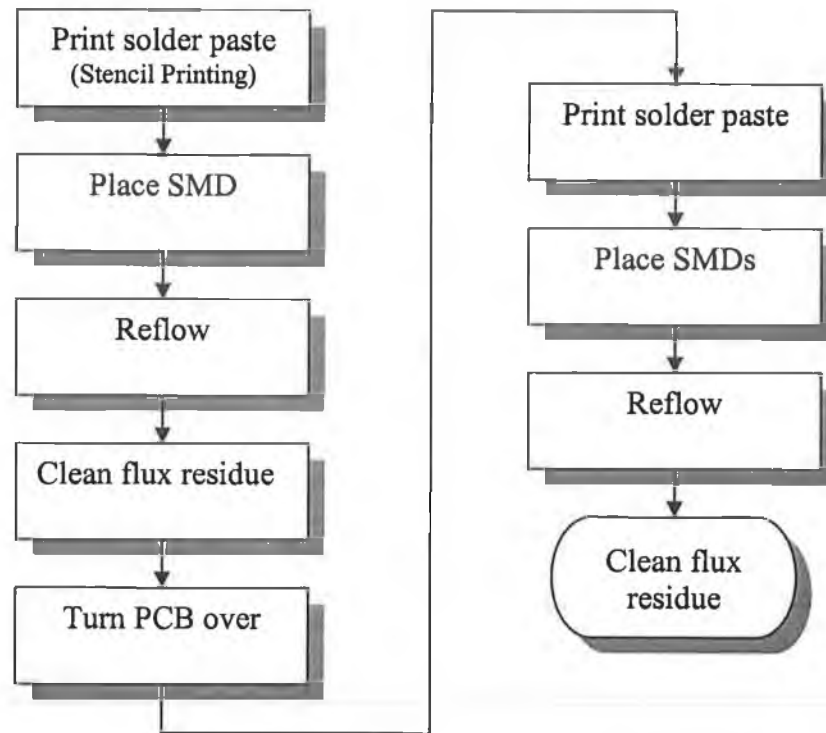 Print solder paste
(Stencil Printing)
Place SMD
Reflow
Clean flux residue
Turn PCB over
Print solder paste
Place SMDs
Reflow
Clean flux
residue